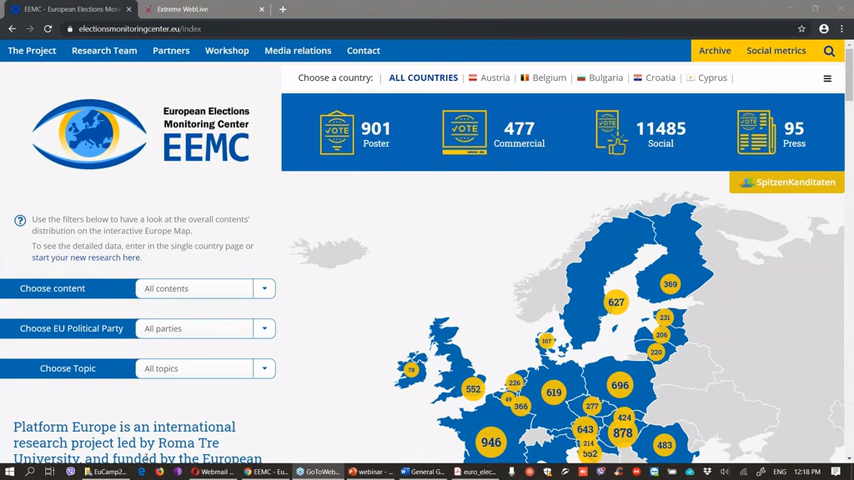 EEMC - European Elections Moni
Extreme WebLive
electionsmonitoringcenter.eu/index
The Project Research Team Partners Workshop Media relations Contact Archive Social metrics
Choose a country: ALL COUNTRIES Austria Belgium Bulgaria Croatia Cyprus
European Elections
Monitoring Center
EEMC
VOTE 901 Poster
VOTE 477 Commercial
VOTE 11485 Social
VOTE 95 Press
SpitzenKanditaten
Use the filters below to have a look at the overall contents'
distribution on the interactive Europe Map.
To see the detailed data, enter in the single country page or
start your new research here.
Choose content All contents
Choose EU Political Party All parties
Choose Topic All topics
Platform Europe is an international
research project led by Roma Tre
University, and funded by the European
369
627
231
206
107
220
78
226
552
619
696
49
366
277
424
643
878
946
214
552
483
EuCamp2...
Webmail ...
EEMC - Eu...
GoToWeb...
webinar - ...
General G...
euro_elec...
ENG
12:18 PM